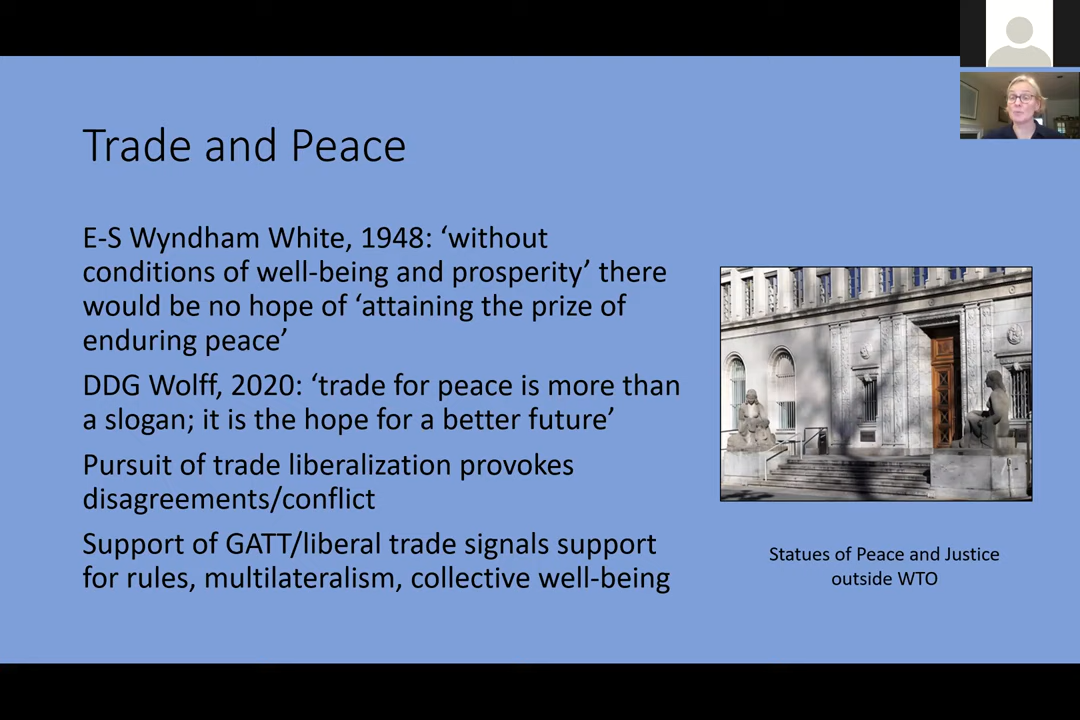 Trade and Peace
E-S Wyndham White, 1948: ‘without
conditions of well-being and prosperity’ there
would be no hope of ‘attaining the prize of
enduring peace’
DDG Wolff, 2020: ‘trade for peace is more than
a slogan; it is the hope for a better future’
Pursuit of trade liberalization provokes
disagreements/conflict
Support of GATT/liberal trade signals support
for rules, multilateralism, collective well-being
Statues of Peace and Justice
outside WTO